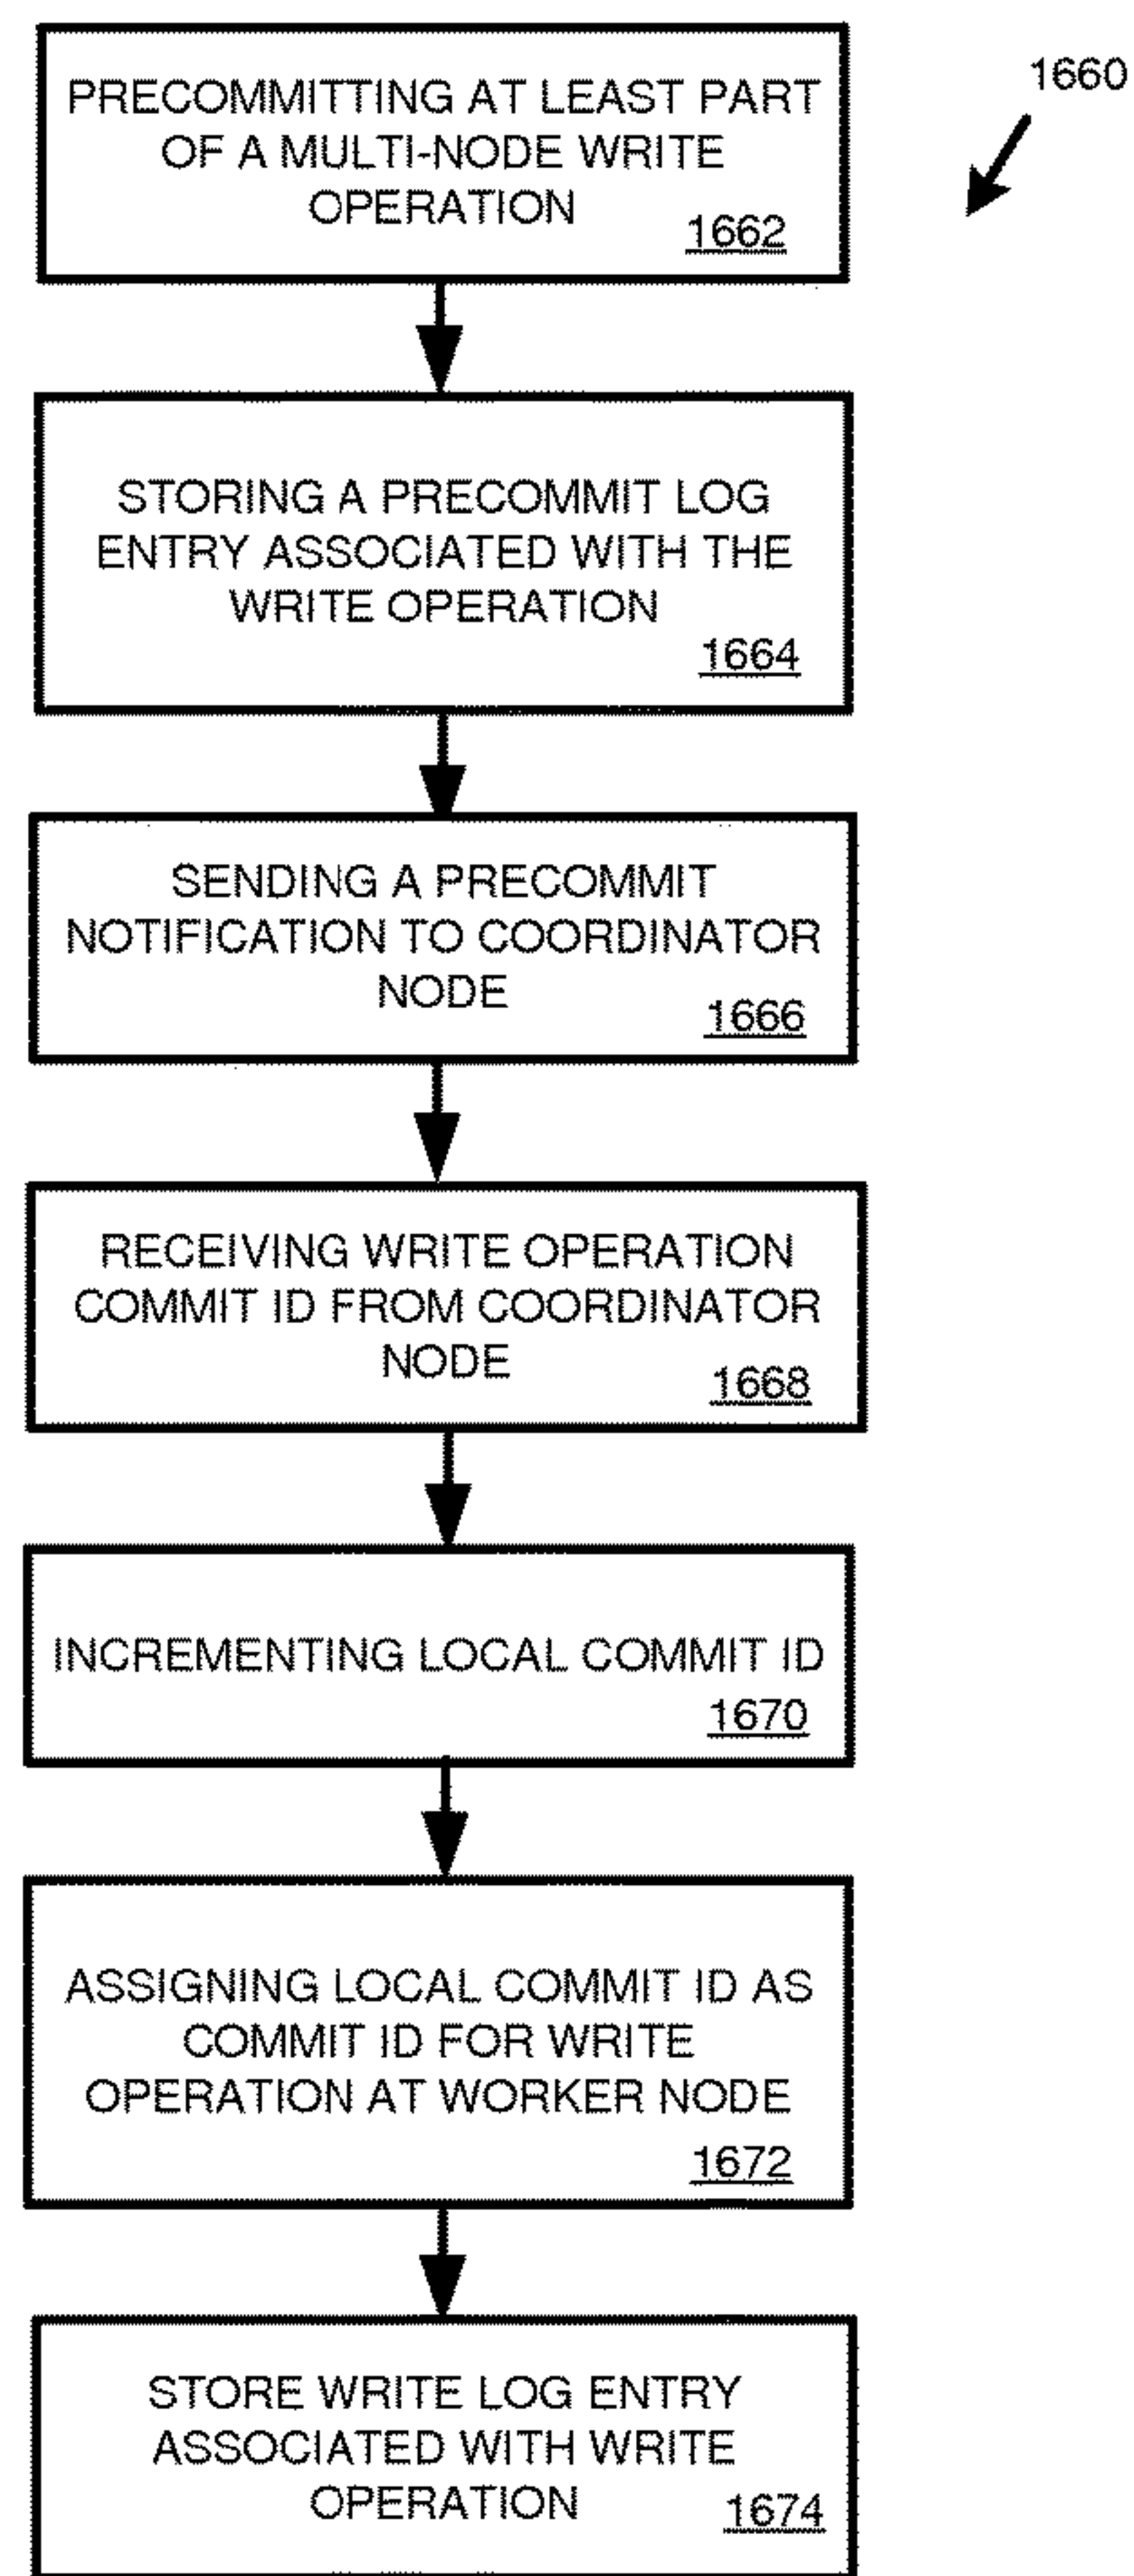 1660
PRECOMMITTING AT LEAST PART
OF A MULTI-NODE WRITE
OPERATION
1662
STORING A PRECOMMIT LOG
ENTRY ASSOCIATED WITH THE
WRITE OPERATION
1664
SENDING A PRECOMMIT
NOTIFICATION TO COORDINATOR
NODE
1666
RECEIVING WRITE OPERATION
COMMIT ID FROM COORDINATOR
NODE
1668
INCREMENTING LOCAL COMMIT ID
1670
ASSIGNING LOCAL COMMIT ID AS
COMMIT ID FOR WRITE
OPERATION AT WORKER NODE
1672
STORE WRITE LOG ENTRY
ASSOCIATED WITH WRITE
OPERATION
1674